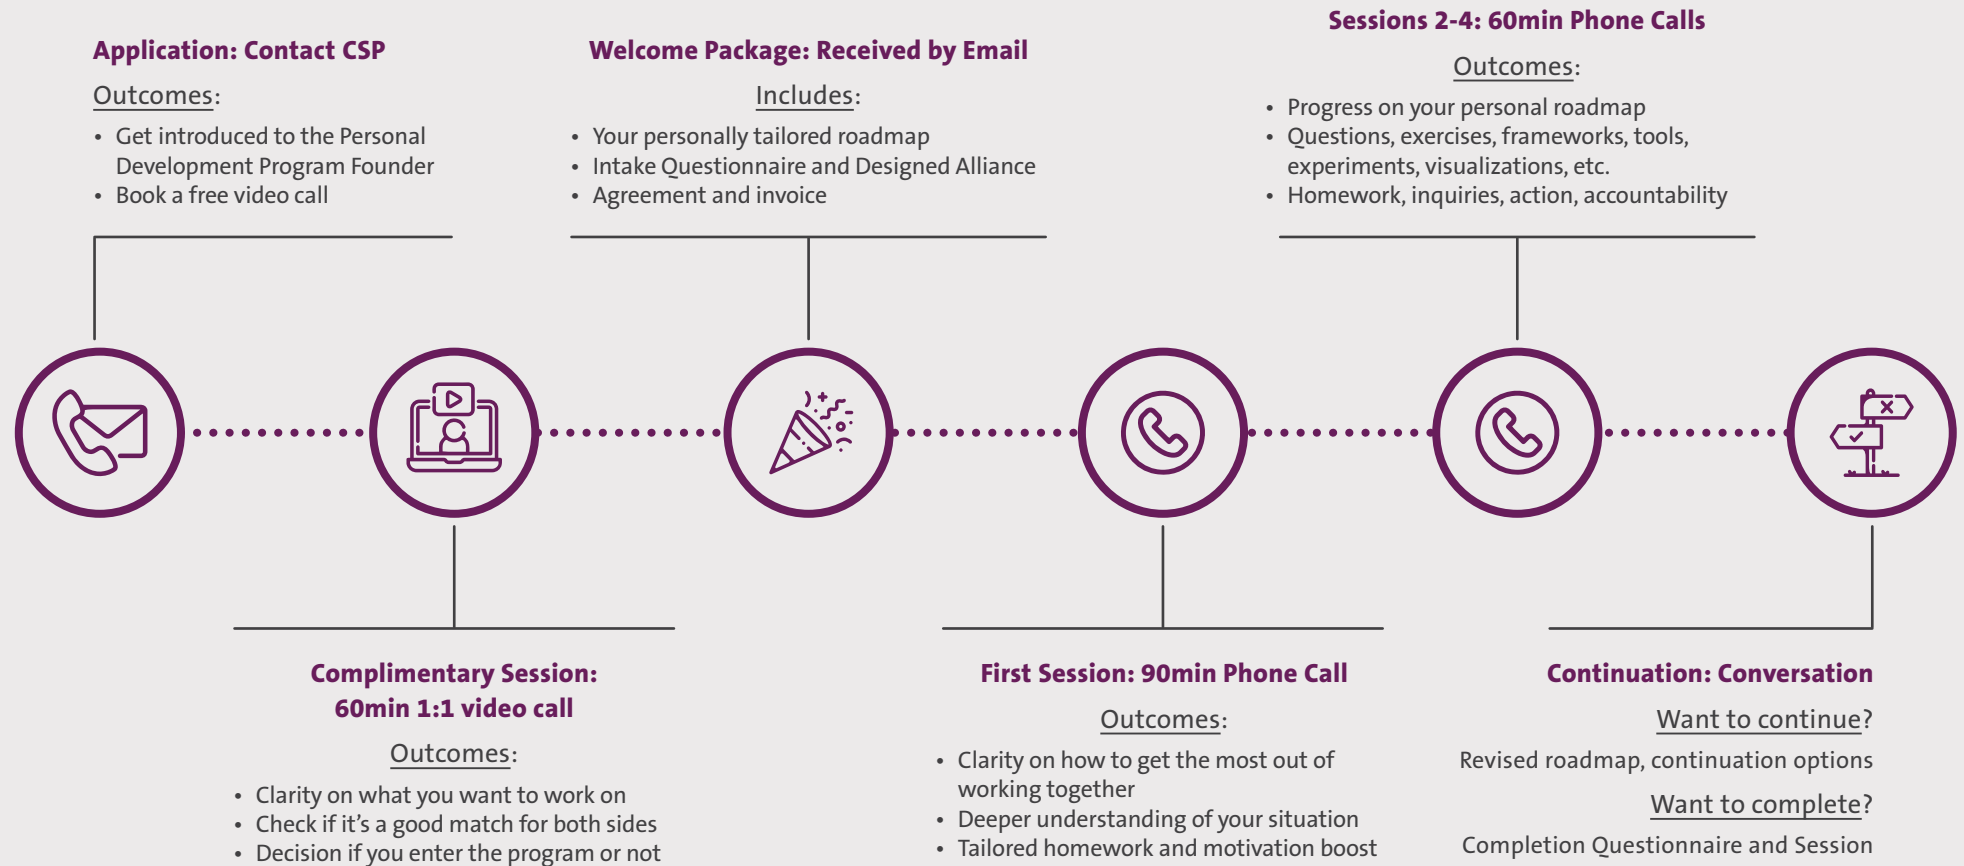 Application: Contact CSP
Outcomes:
• Get introduced to the Personal
Development Program Founder
• Book a free video call
Complimentary Session:
60min 1:1 video call
Outcomes:
• Clarity on what you want to work on
• Check if it's a good match for both sides
• Decision if you enter the program or not
Welcome Package: Received by Email
Includes:
• Your personally tailored roadmap
• Intake Questionnaire and Designed Alliance
• Agreement and invoice
First Session: 90min Phone Call
Outcomes:
• Clarity on how to get the most out of
working together
• Deeper understanding of your situation
• Tailored homework and motivation boost
Sessions 2-4: 60min Phone Calls
Outcomes:
• Progress on your personal roadmap
• Questions, exercises, frameworks, tools,
experiments, visualizations, etc.
• Homework, inquiries, action, accountability
Continuation: Conversation
Want to continue?
Revised roadmap, continuation options
Want to complete?
Completion Questionnaire and Session